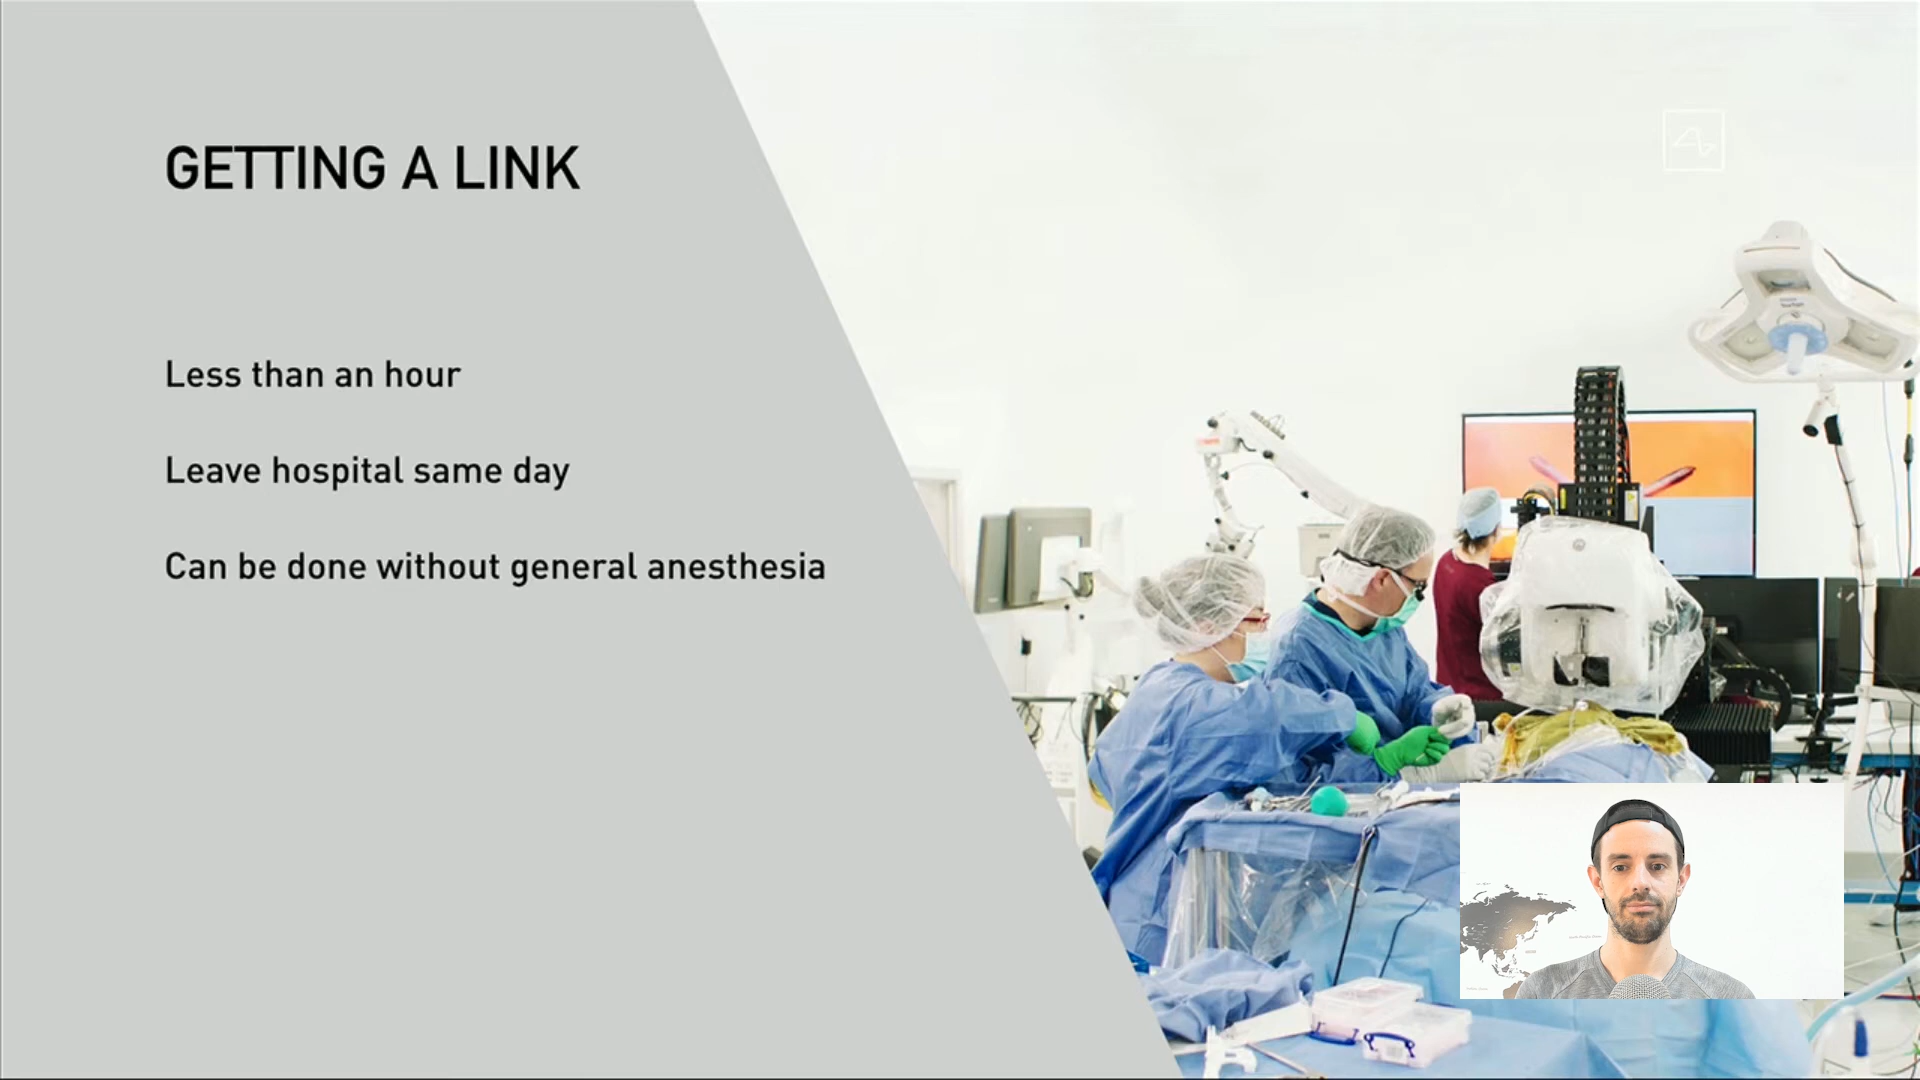 GETTING A LINK
Less than an hour
Leave hospital same day
Can be done without general anesthesia